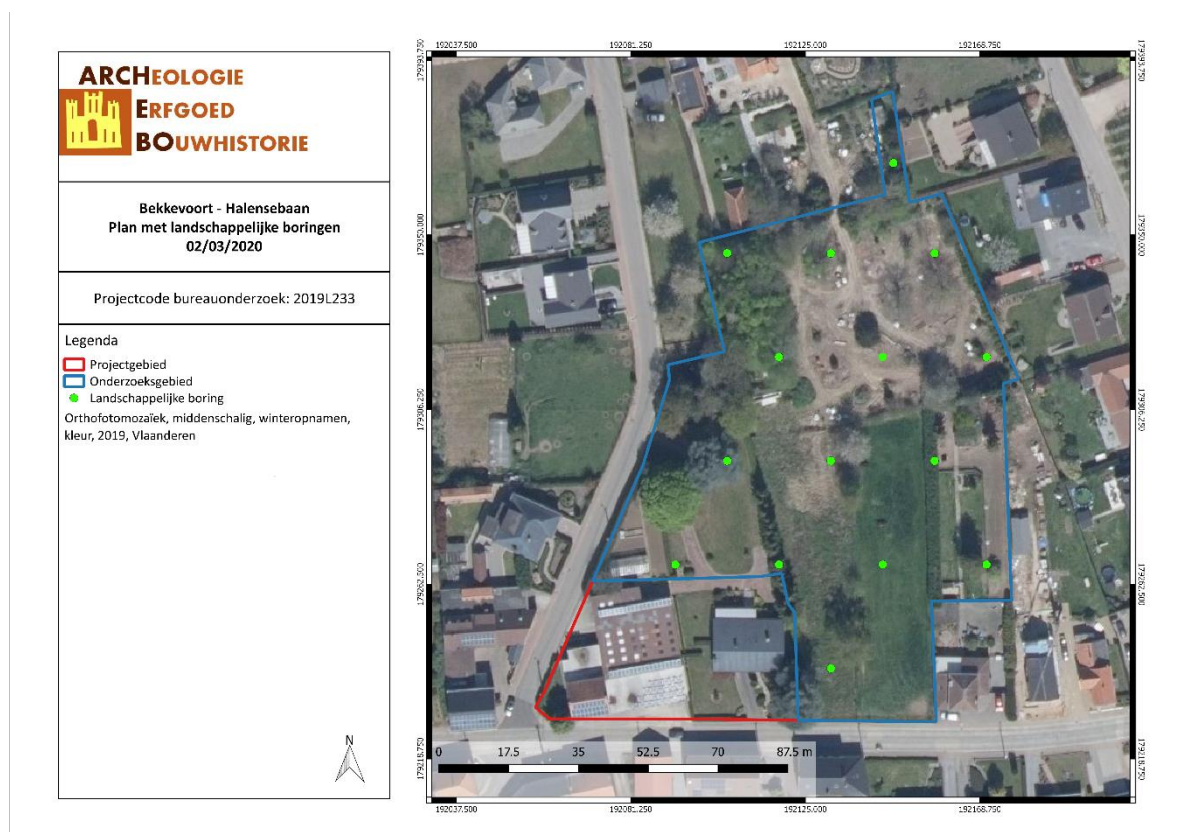 ARCHEOLOGIE
ERFGOED
BOUWHISTORIE
Bekkevoort - Halensebaan
Plan met landschappelijke boringen
02/03/2020
Projectcode bureauonderzoek: 2019L233
Legenda
Projectgebied
Onderzoeksgebied
Landschappelijke boring
Orthofotomozaïek, middenschalig, winteropnamen,
kleur, 2019, Vlaanderen
N
192037.500 192081.250 192125.000 192168.750
179393.750 179393.750
179350.000 179350.000
179306.250 179306.250
179262.500 179262.500
179218.750 179218.750
0 17.5 35 52.5 70 87.5 m
192037.500 192081.250 192125.000 192168.750